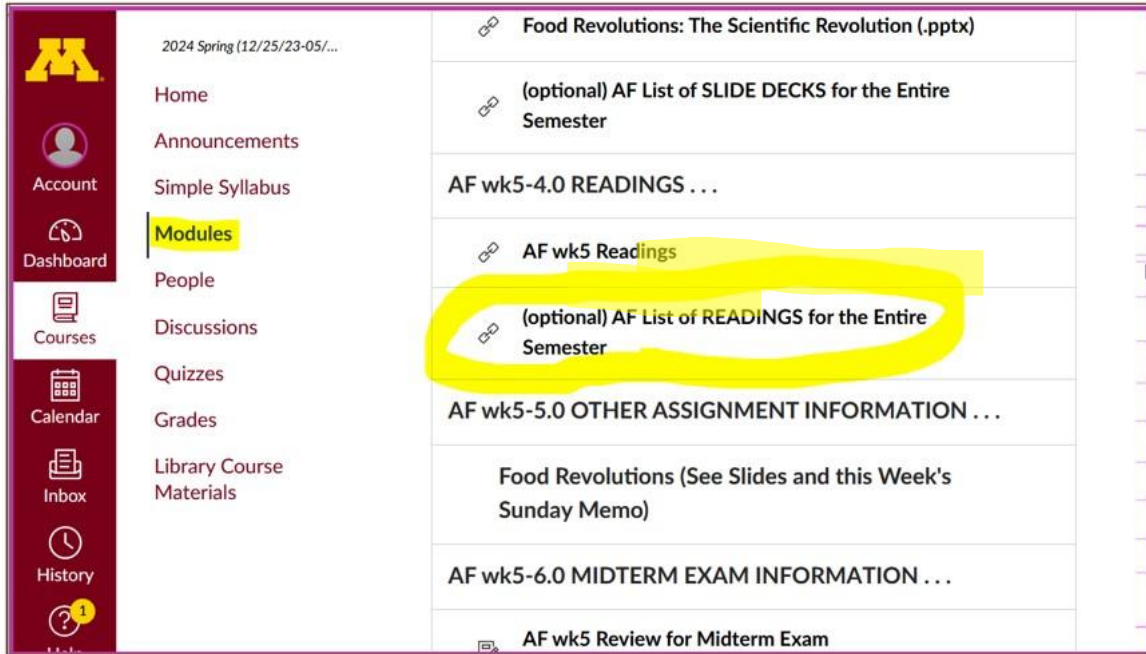 2024 Spring (12/25/23-05/...
Home
Announcements
Simple Syllabus
Modules
People
Discussions
Quizzes
Grades
Library Course
Materials
Account
Dashboard
Courses
Calendar
Inbox
History
1
Food Revolutions: The Scientific Revolution (.pptx)
(optional) AF List of SLIDE DECKS for the Entire
Semester
AF wk5-4.0 READINGS . . .
AF wk5 Readings
(optional) AF List of READINGS for the Entire
Semester
AF wk5-5.0 OTHER ASSIGNMENT INFORMATION . . .
Food Revolutions (See Slides and this Week's
Sunday Memo)
AF wk5-6.0 MIDTERM EXAM INFORMATION . . .
AF wk5 Review for Midterm Exam